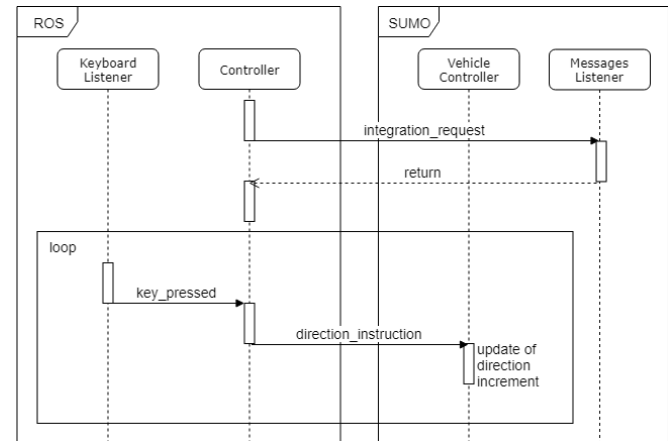 ROS
SUMO
Keyboard
Listener
Controller
Vehicle
Controller
Messages
Listener
integration_request
return
loop
key_pressed
direction_instruction
update of
direction
increment